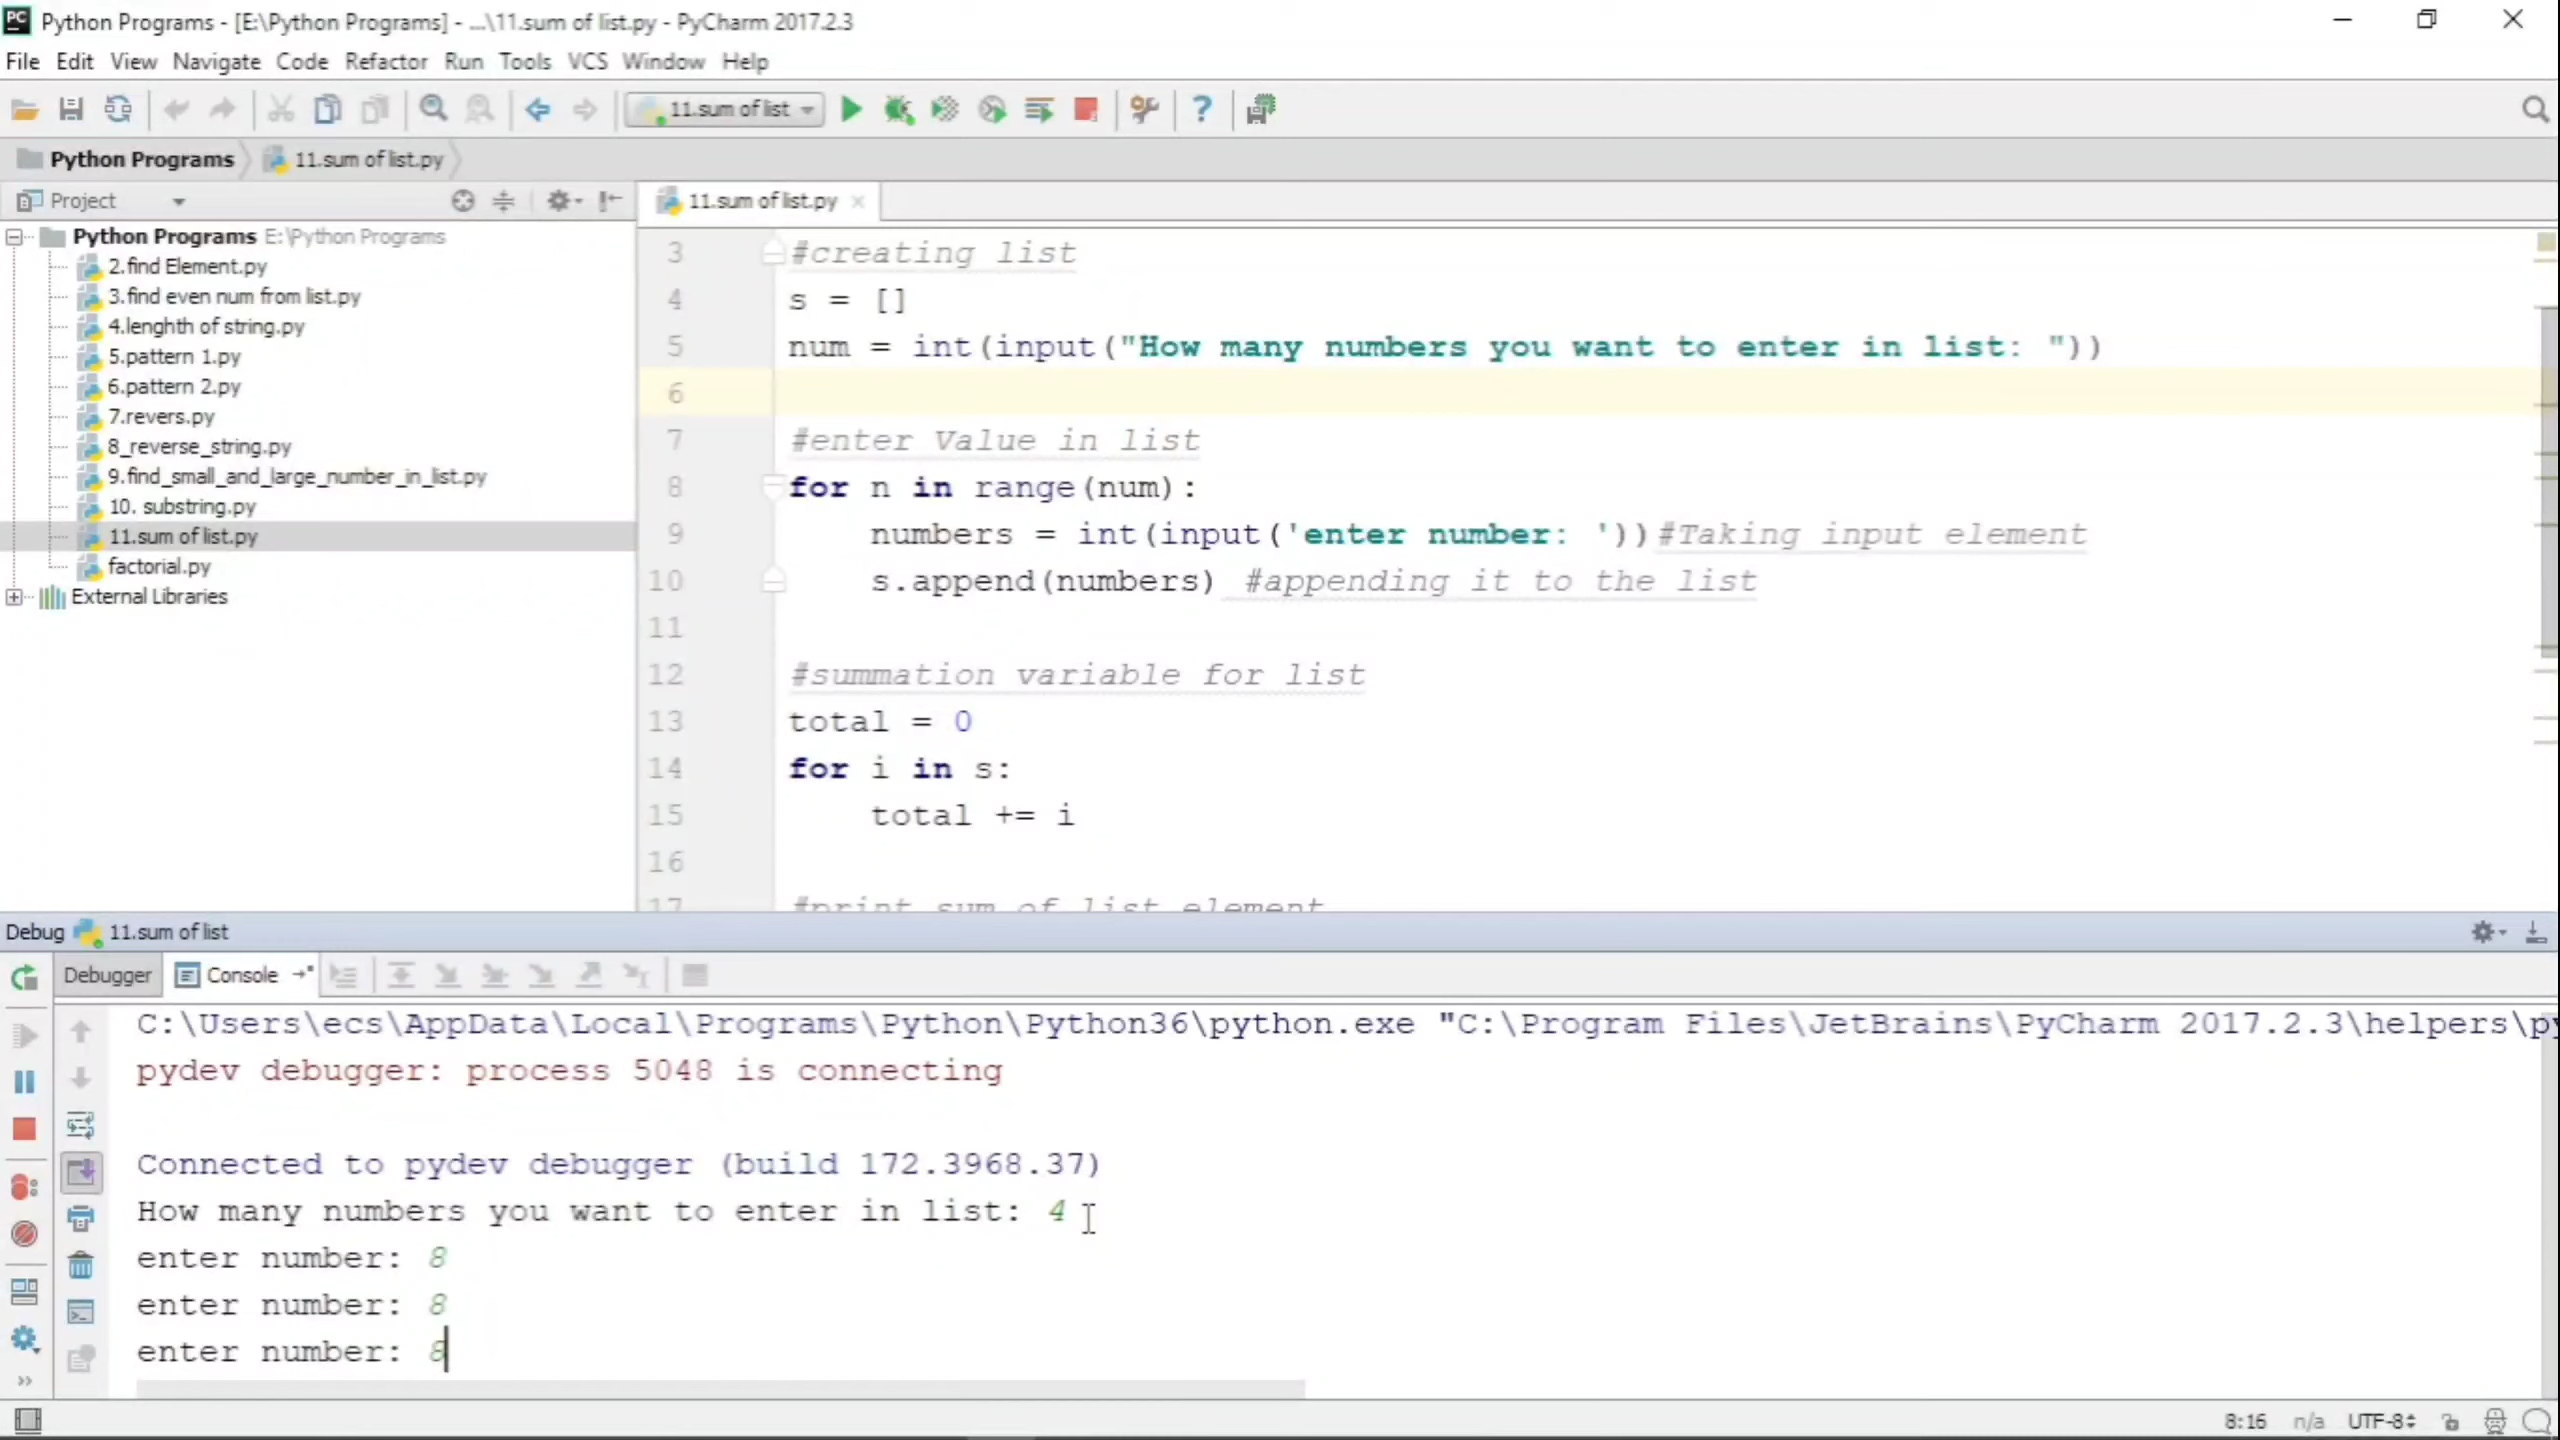 Python Programs - [E:\Python Programs] - ...\11.sum of list.py - PyCharm 2017.2.3
File Edit View Navigate Code Refactor Run Tools VCS Window Help
11.sum of list
Python Programs 11.sum of list.py
Project
11.sum of list.py
Python Programs E:\Python Programs
2.find Element.py
3.find even num from list.py
4.lenghth of string.py
5.pattern 1.py
6.pattern 2.py
7.revers.py
8_reverse_string.py
9.find_small_and_large_number_in_list.py
10. substring.py
11.sum of list.py
factorial.py
External Libraries
3 #creating list
4 s = []
5 num = int(input("How many numbers you want to enter in list: "))
6
7 #enter Value in list
8 for n in range(num):
9 numbers = int(input('enter number: '))#Taking input element
10 s.append(numbers) #appending it to the list
11
12 #summation variable for list
13 total = 0
14 for i in s:
15 total += i
16
17 #print sum of list element
Debug 11.sum of list
Debugger Console
C:\Users\ecs\AppData\Local\Programs\Python\Python36\python.exe "C:\Program Files\JetBrains\PyCharm 2017.2.3\helpers\py
pydev debugger: process 5048 is connecting
Connected to pydev debugger (build 172.3968.37)
How many numbers you want to enter in list: 4
enter number: 8
enter number: 8
enter number: 8
8:16 n/a UTF-8